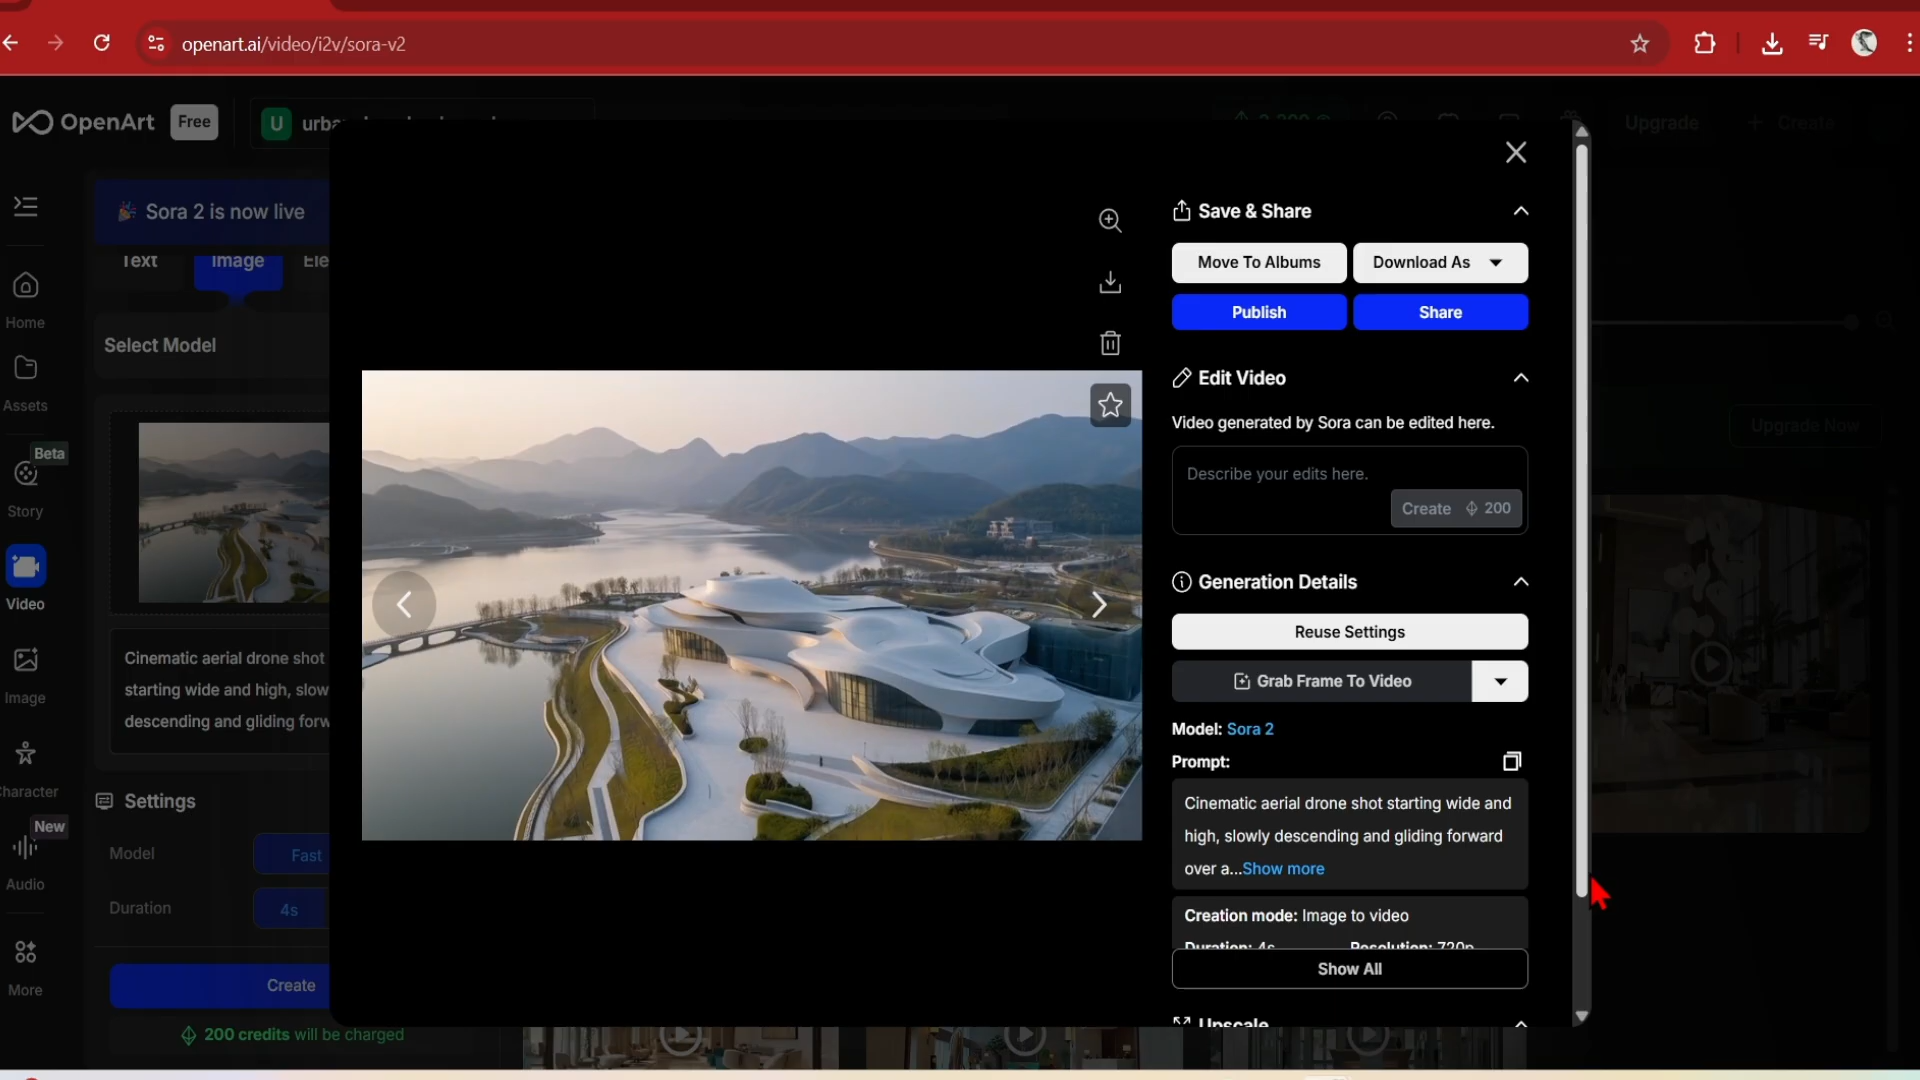 openart.ai/video/i2v/sora-v2
OpenArt
Free
U
Upgrade
Create
Sora 2 is now live
Text
Image
Select Model
Home
Assets
Beta
Story
Video
Image
Character
New
Audio
More
Cinematic aerial drone shot
starting wide and high, slow
descending and gliding forw
Settings
Model
Fast
Duration
4s
Create
200 credits will be charged
Save & Share
Move To Albums
Download As
Publish
Share
Edit Video
Video generated by Sora can be edited here.
Describe your edits here.
Create
200
Generation Details
Reuse Settings
Grab Frame To Video
Model: Sora 2
Prompt:
Cinematic aerial drone shot starting wide and
high, slowly descending and gliding forward
over a...Show more
Creation mode: Image to video
Duration: 4s
Resolution: 720p
Show All
Upscale
Upgrade Now